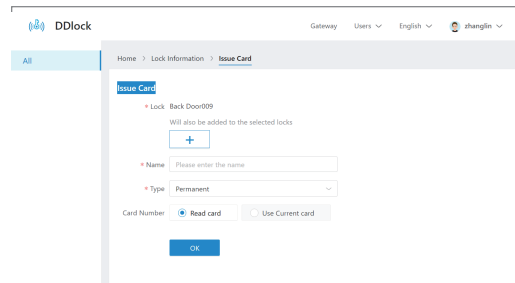 DDlock
Gateway Users English zhanglin
All
Home > Lock Information > Issue Card
Issue Card
* Lock Back Door009
Will also be added to the selected locks
+
* Name Please enter the name
* Type Permanent
Card Number Read card Use Current card
OK